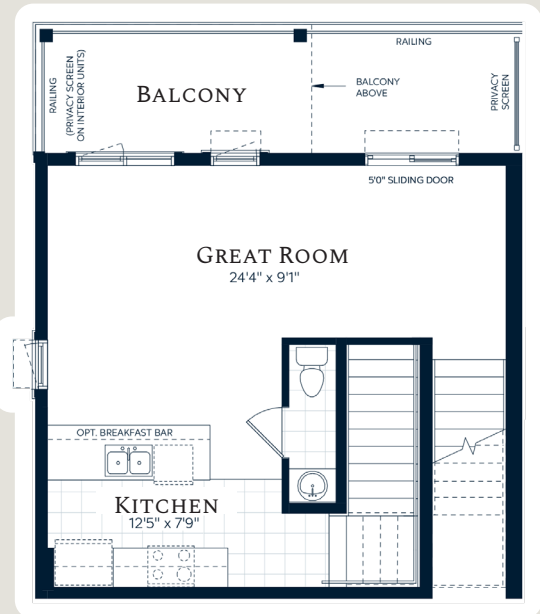 RAILING
RAILING
(PRIVACY SCREEN
ON INTERIOR UNITS)
BALCONY
BALCONY
ABOVE
PRIVACY
SCREEN
5'0" SLIDING DOOR
GREAT ROOM
24'4" x 9'1"
OPT. BREAKFAST BAR
KITCHEN
12'5" x 7'9"